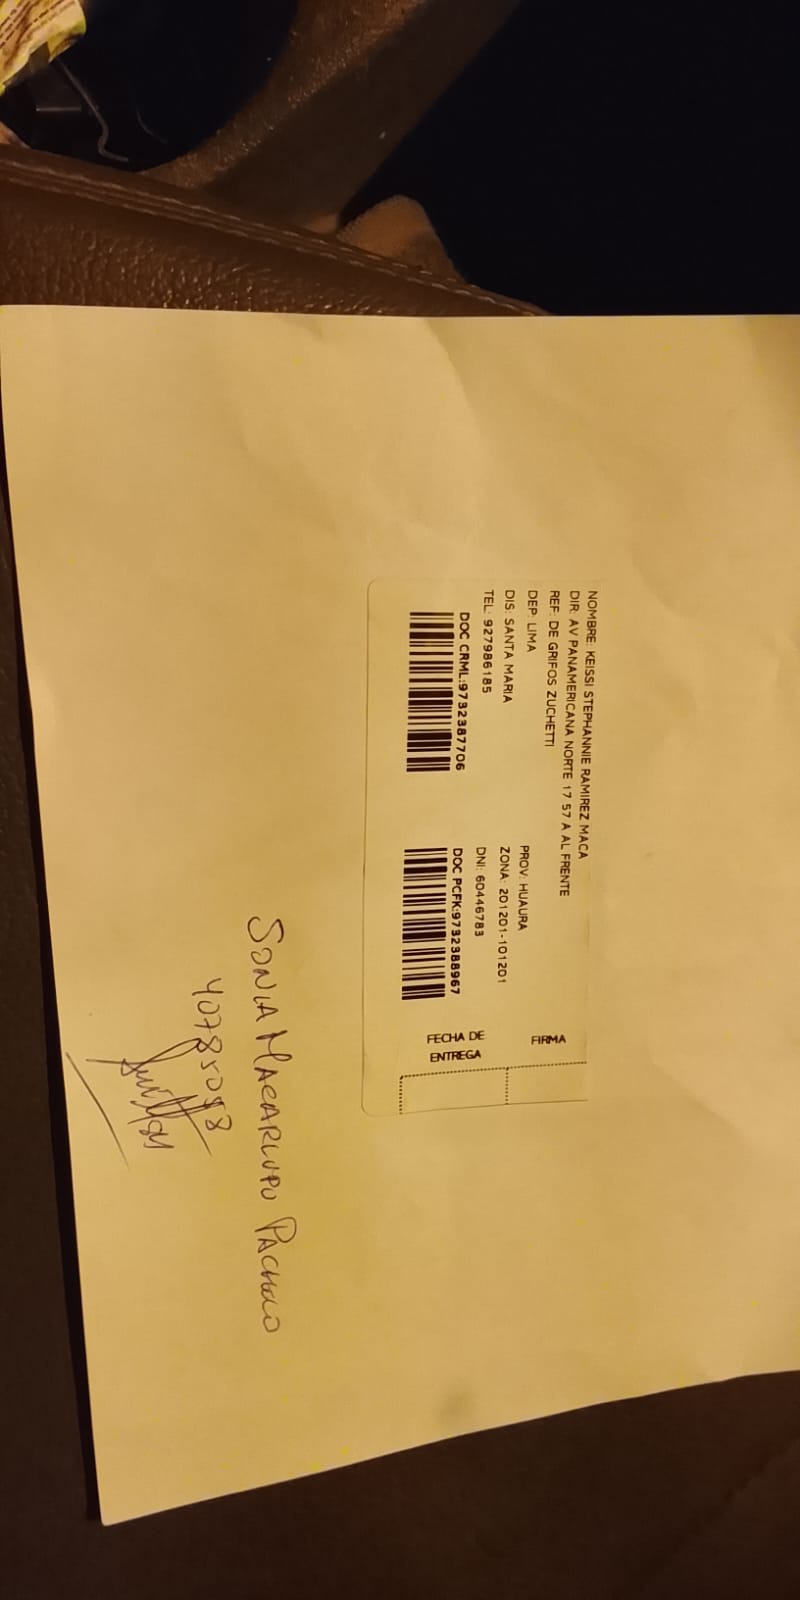 NOMBRE: KEISSI STEPHANNIE RAMIREZ MACA
DIR: AV PANAMERICANA NORTE 17 57 A AL FRENTE
REF: DE GRIFOS ZUCHETTI
DEP: LIMA PROV: HUAURA
DIS: SANTA MARIA ZONA: 201201-101201
TEL: 927986185 DNI: 60446783
DOC CRML:9732387706 DOC PCFK:9732388967
FIRMA
FECHA DE
ENTREGA
SONIA MACARLUPU PACHECO